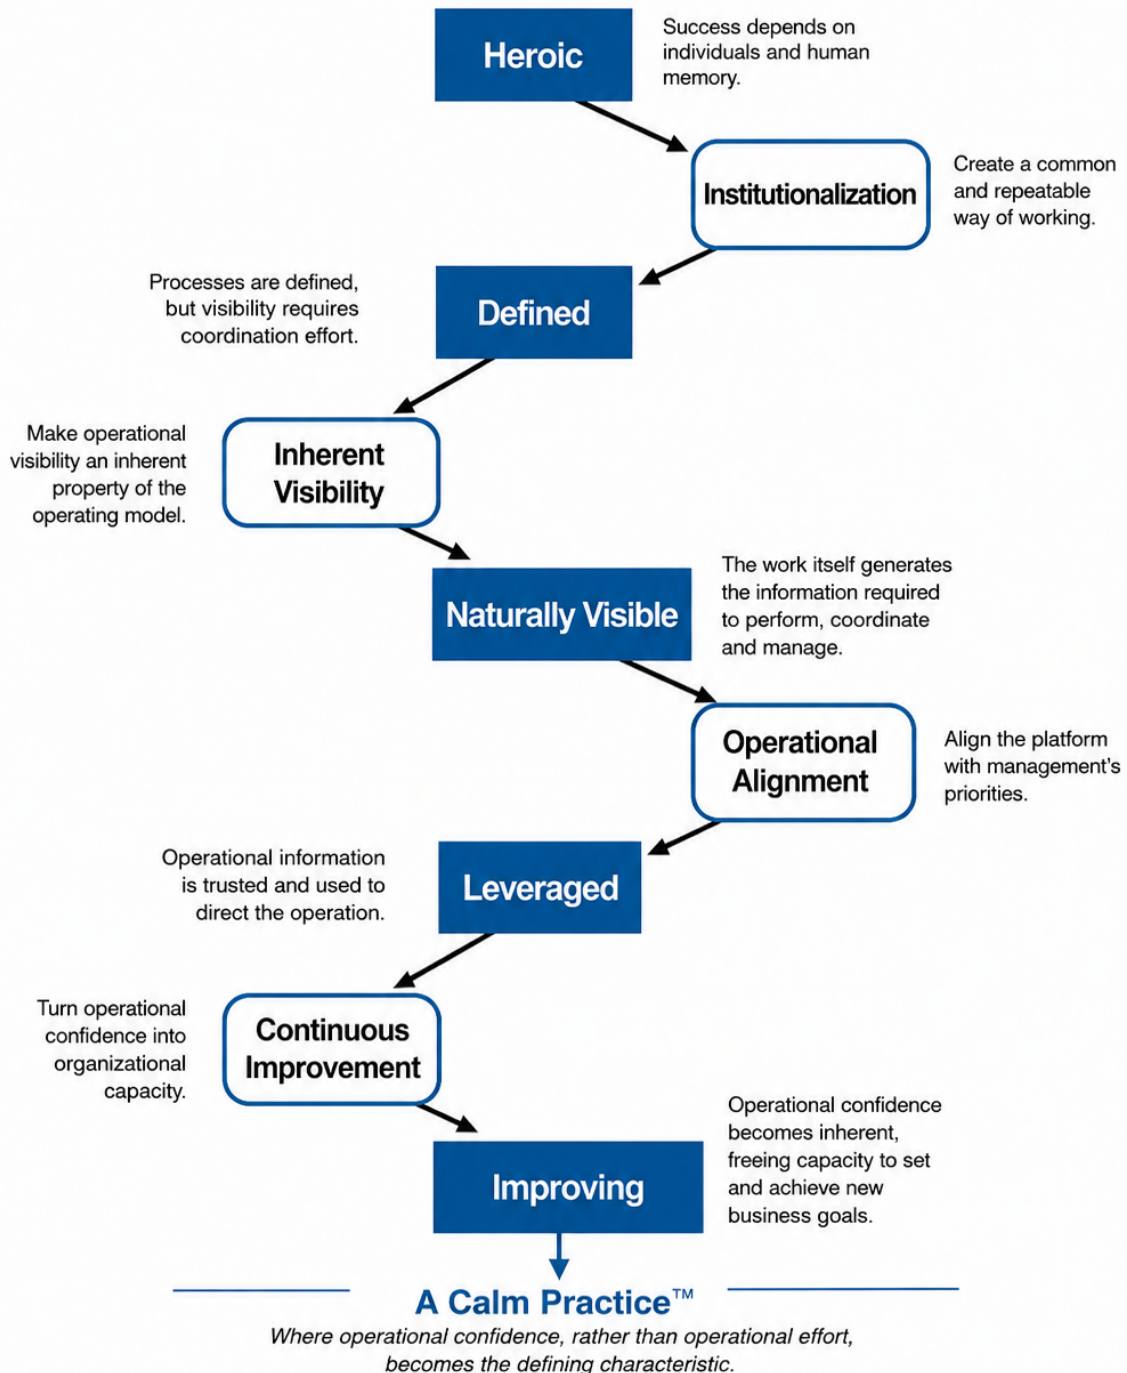 Heroic
Success depends on
individuals and human
memory.
Institutionalization
Create a common
and repeatable
way of working.
Processes are defined,
but visibility requires
coordination effort.
Defined
Make operational
visibility an inherent
property of the
operating model.
Inherent
Visibility
Naturally Visible
The work itself generates
the information required
to perform, coordinate
and manage.
Operational
Alignment
Align the platform
with management's
priorities.
Operational information
is trusted and used to
direct the operation.
Leveraged
Turn operational
confidence into
organizational
capacity.
Continuous
Improvement
Improving
Operational confidence
becomes inherent,
freeing capacity to set
and achieve new
business goals.
A Calm Practice™
Where operational confidence, rather than operational effort,
becomes the defining characteristic.